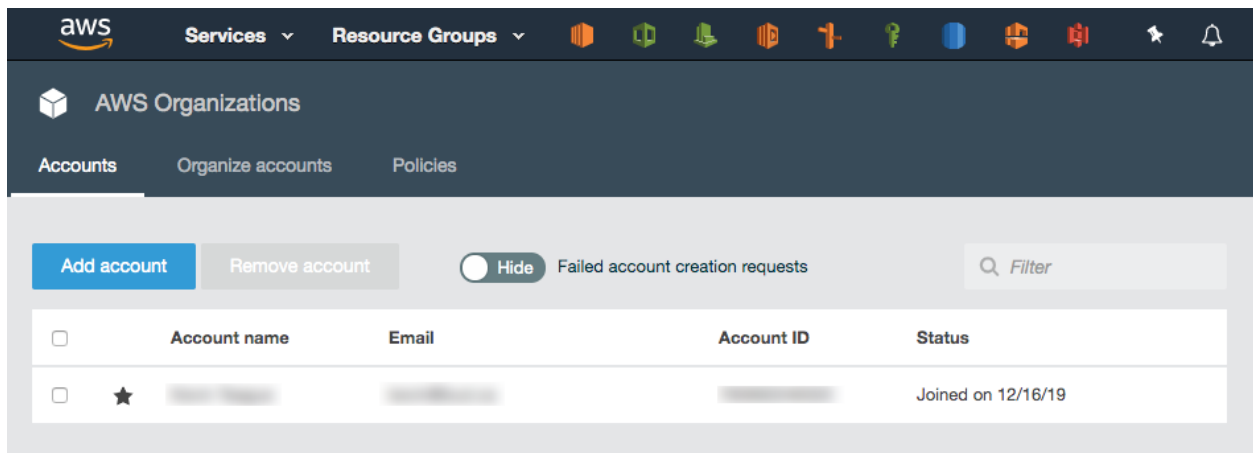 aws Services Resource Groups
AWS Organizations
Accounts Organize accounts Policies
Add account Remove account Hide Failed account creation requests Filter
Account name Email Account ID Status
Joined on 12/16/19